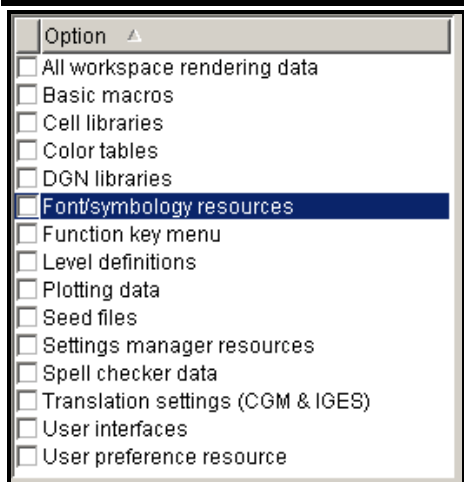 Option
All workspace rendering data
Basic macros
Cell libraries
Color tables
DGN libraries
Font/symbology resources
Function key menu
Level definitions
Plotting data
Seed files
Settings manager resources
Spell checker data
Translation settings (CGM & IGES)
User interfaces
User preference resource